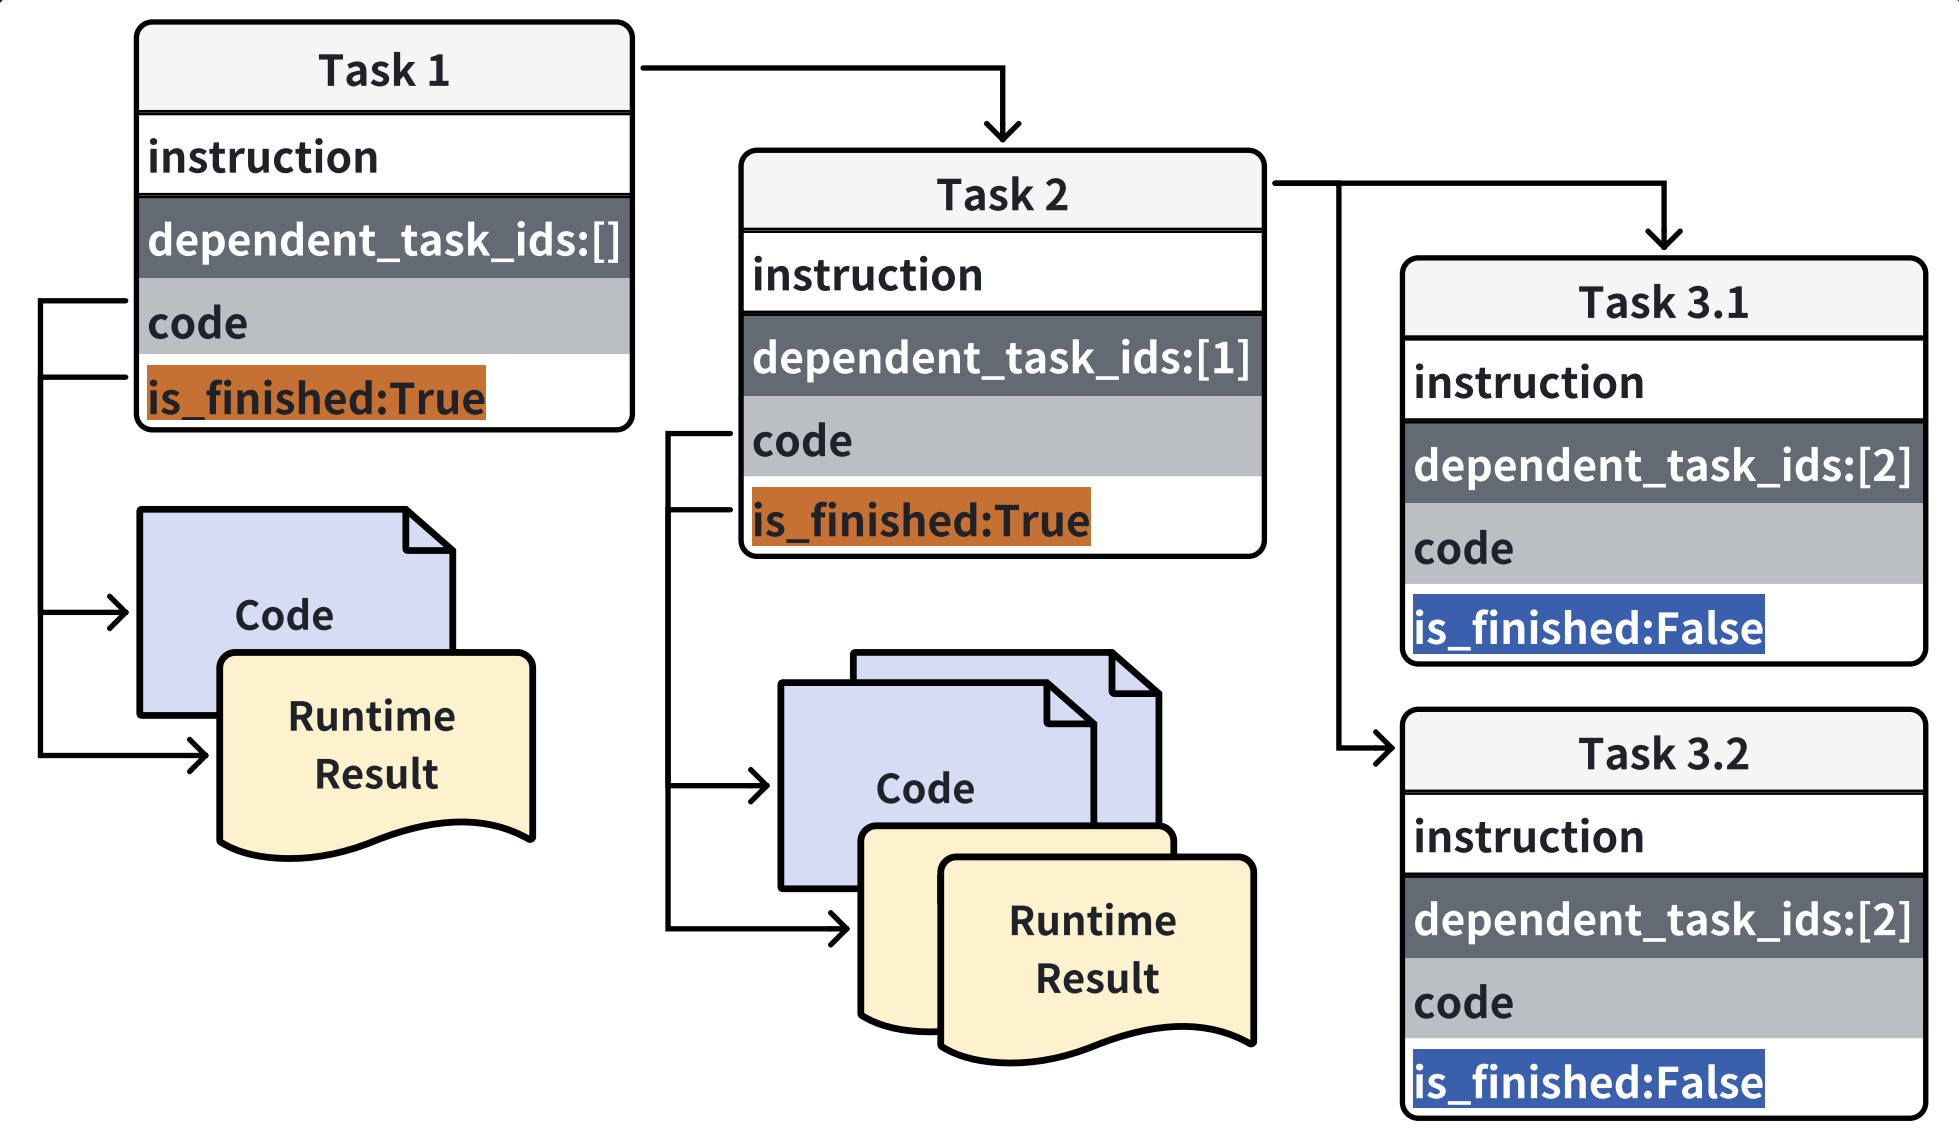 Task 1
instruction
dependent_task_ids:[]
code
is_finished:True
Code
Runtime
Result
Task 2
instruction
dependent_task_ids:[1]
code
is_finished:True
Code
Runtime
Result
Task 3.1
instruction
dependent_task_ids:[2]
code
is_finished:False
Task 3.2
instruction
dependent_task_ids:[2]
code
is_finished:False